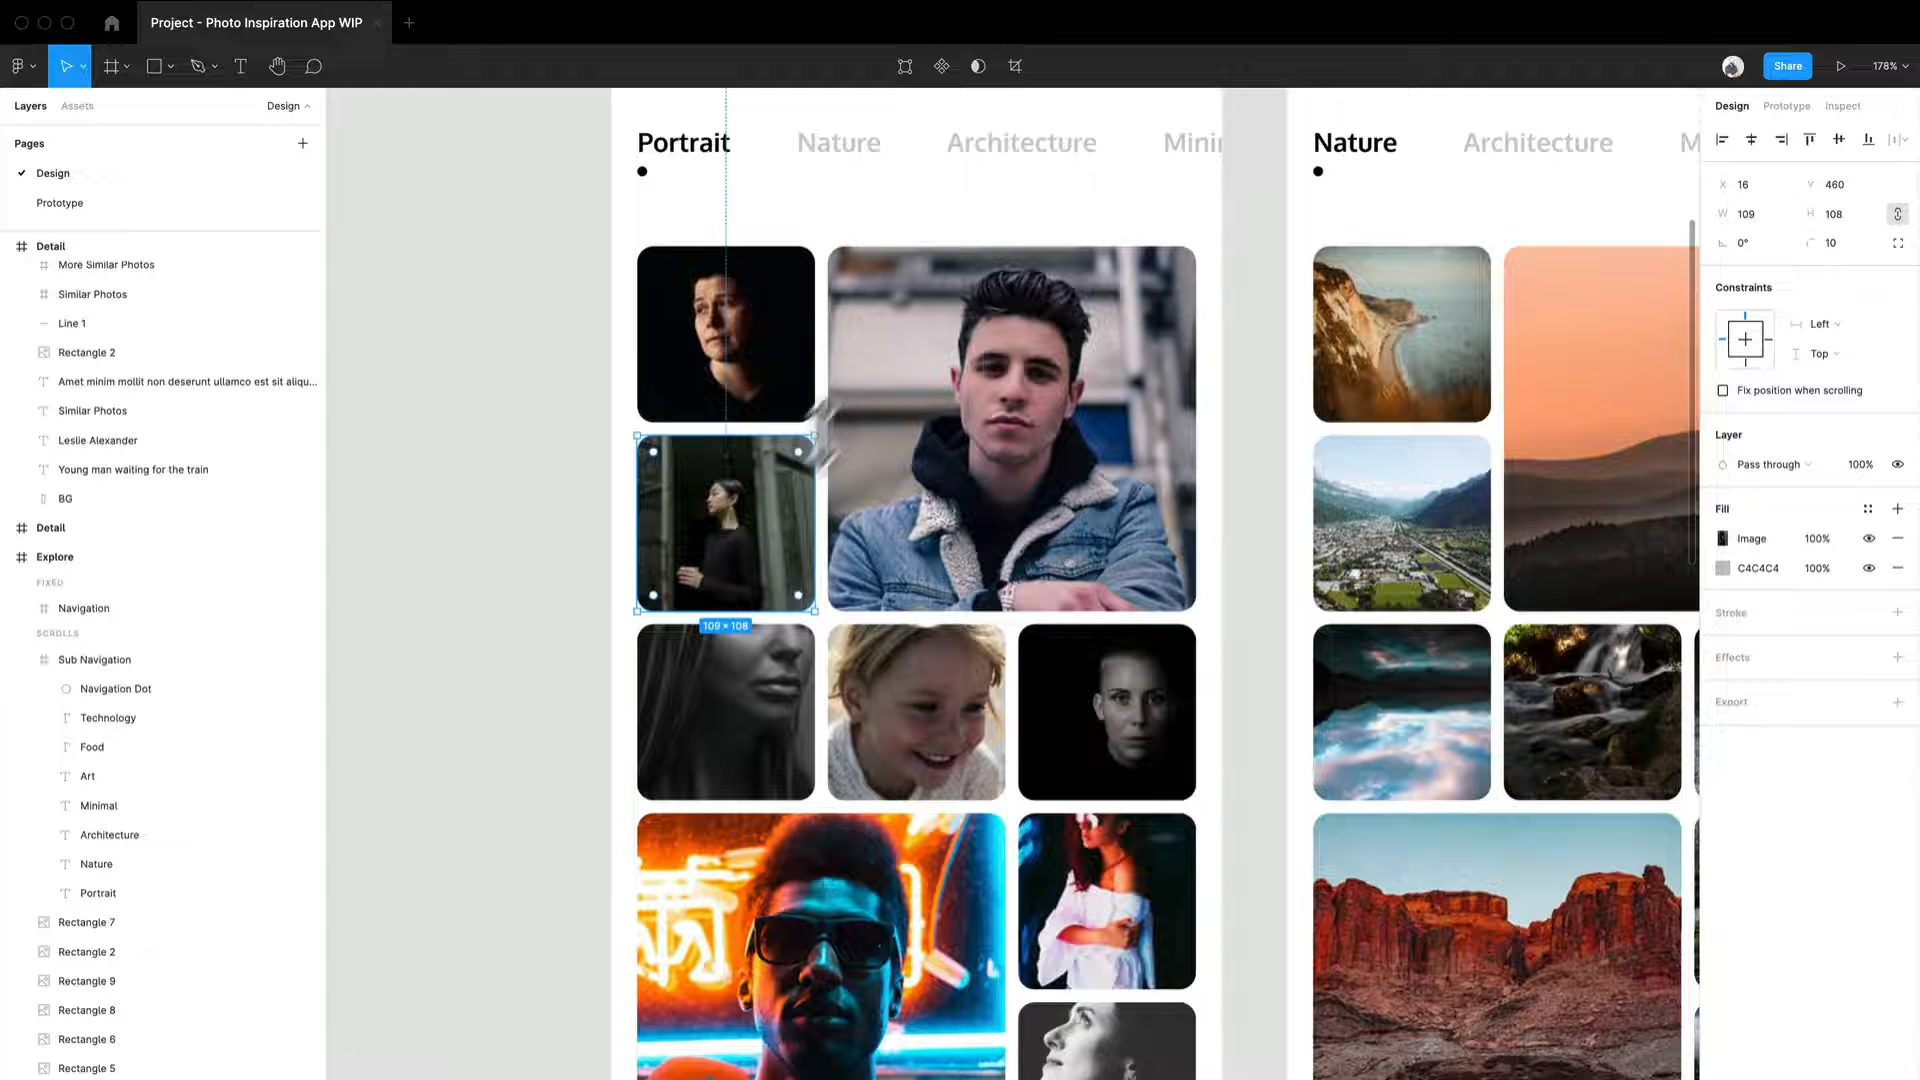 Project - Photo Inspiration App WIP
Share
178%
Layers
Assets
Design
Pages
Design
Prototype
Detail
More Similar Photos
Similar Photos
Line 1
Rectangle 2
Amet minim mollit non deserunt ullamco est sit aliqu...
Similar Photos
Leslie Alexander
Young man waiting for the train
BG
Detail
Explore
FIXED
Navigation
SCROLLS
Sub Navigation
Navigation Dot
Technology
Food
Art
Minimal
Architecture
Nature
Portrait
Rectangle 7
Rectangle 2
Rectangle 9
Rectangle 8
Rectangle 6
Rectangle 5
Portrait Nature Architecture Minin
109 × 108
Nature Architecture M
Design Prototype Inspect
X 16 Y 460
W 109 H 108
0° 10
Constraints
Left
Top
Fix position when scrolling
Layer
Pass through 100%
Fill
Image 100%
C4C4C4 100%
Stroke
Effects
Export